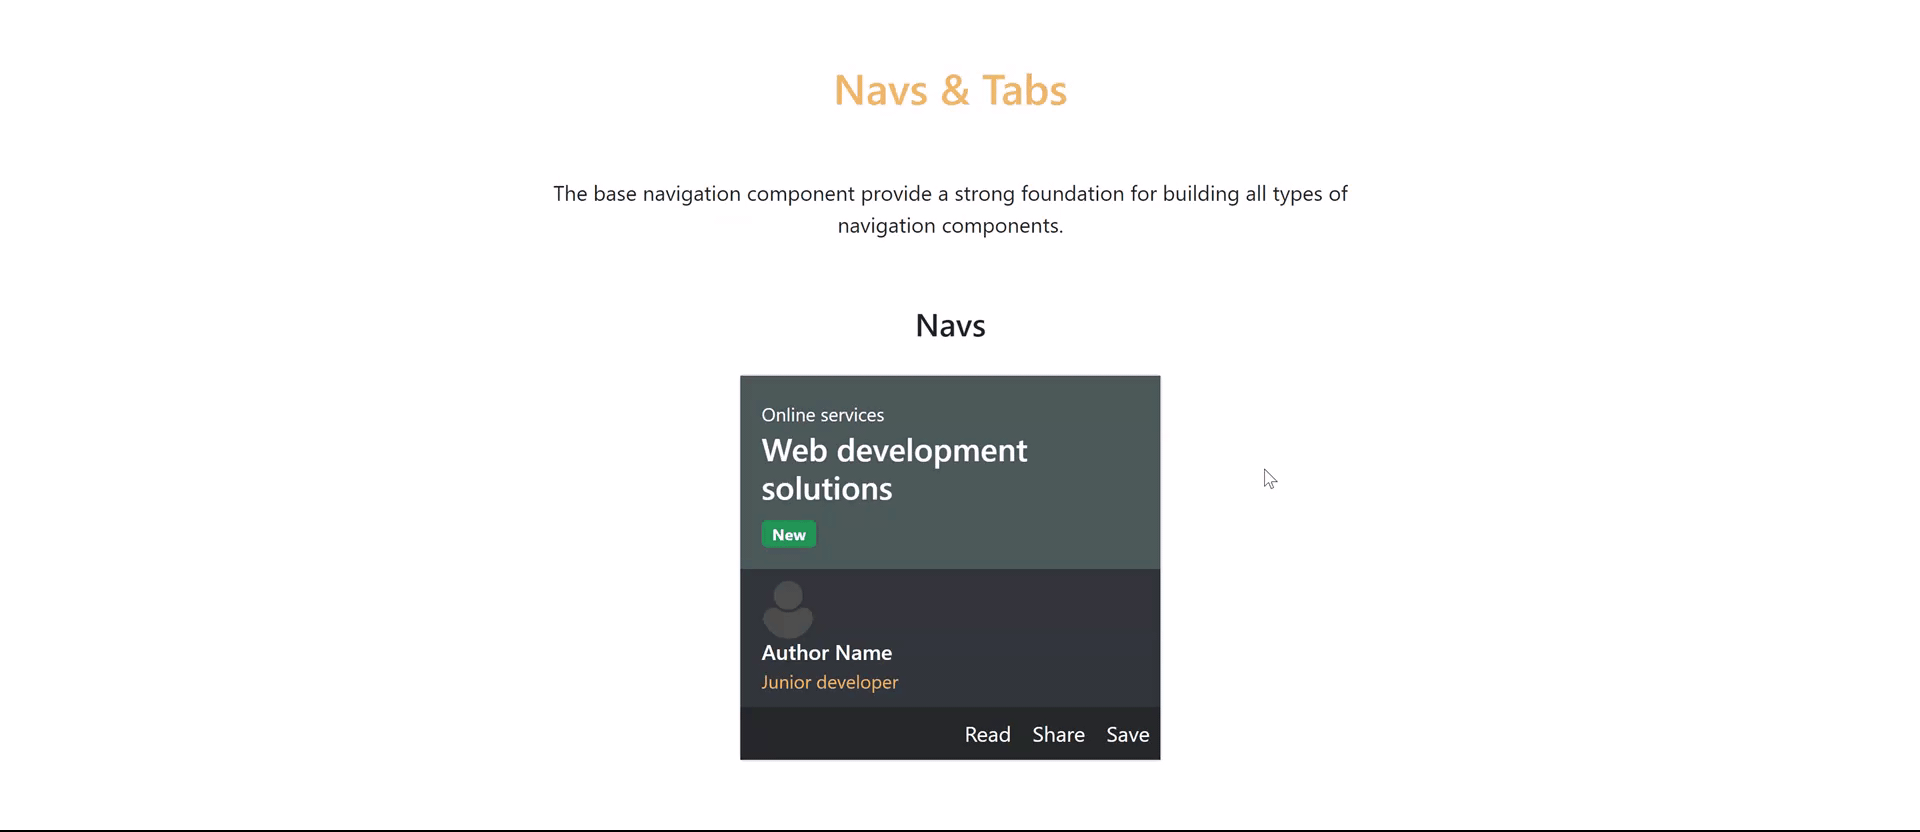 Navs & Tabs
The base navigation component provide a strong foundation for building all types of
navigation components.
Navs
Online services
Web development
solutions
New
Author Name
Junior developer
Read Share Save